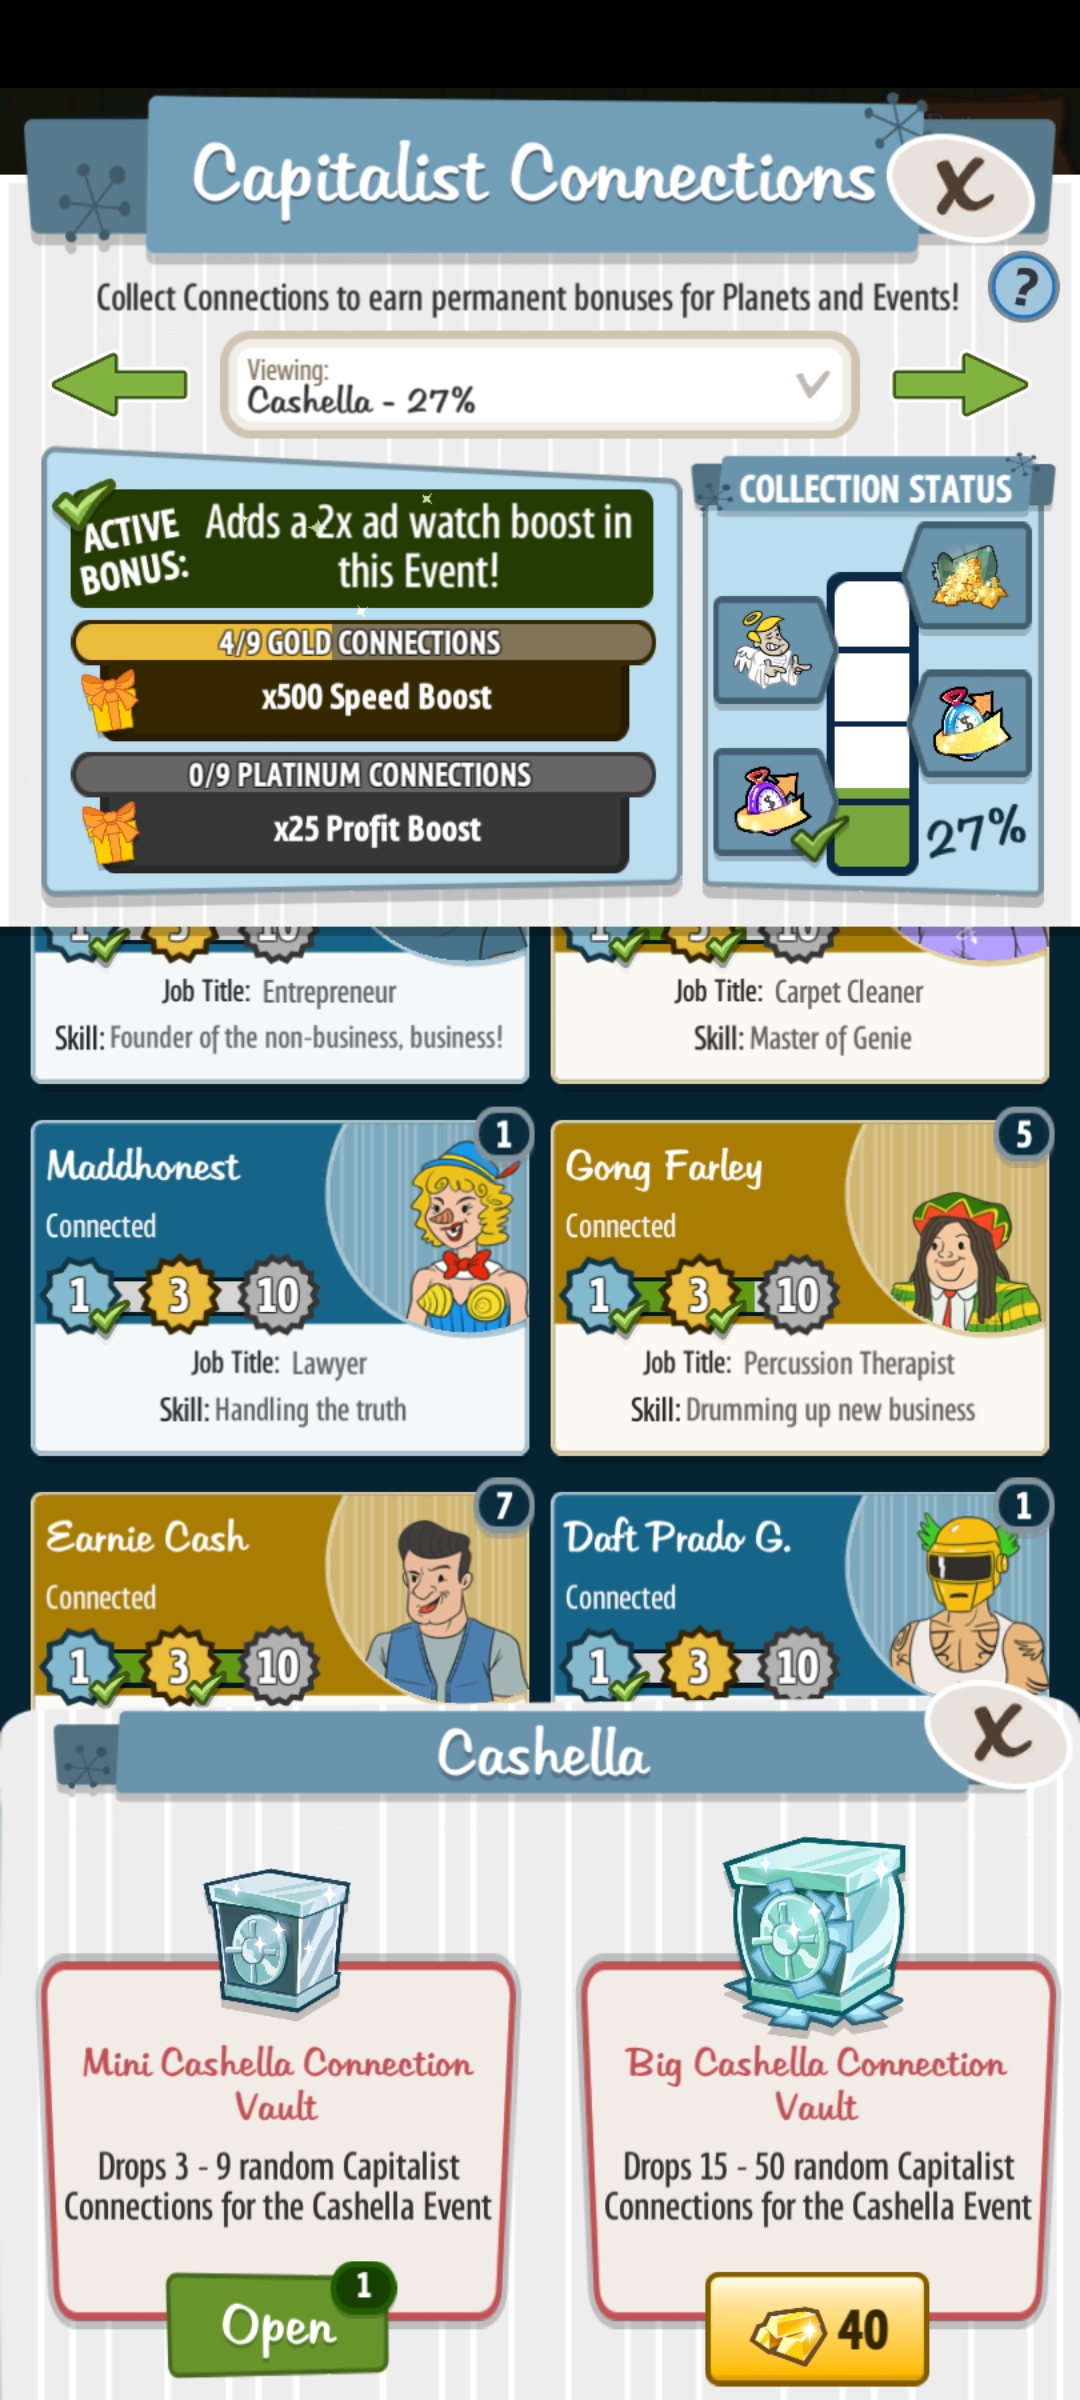 Capitalist Connections
X
Collect Connections to earn permanent bonuses for Planets and Events!
?
Viewing:
Cashella - 27%
ACTIVE BONUS:
Adds a 2x ad watch boost in
this Event!
4/9 GOLD CONNECTIONS
x500 Speed Boost
0/9 PLATINUM CONNECTIONS
x25 Profit Boost
COLLECTION STATUS
27%
1 3 10
Job Title: Entrepreneur
Skill: Founder of the non-business, business!
1 3 10
Job Title: Carpet Cleaner
Skill: Master of Genie
1
Maddhonest
Connected
1 3 10
Job Title: Lawyer
Skill: Handling the truth
5
Gong Farley
Connected
1 3 10
Job Title: Percussion Therapist
Skill: Drumming up new business
7
Earnie Cash
Connected
1 3 10
1
Daft Prado G.
Connected
1 3 10
Cashella
X
Mini Cashella Connection
Vault
Drops 3 - 9 random Capitalist
Connections for the Cashella Event
1
Open
Big Cashella Connection
Vault
Drops 15 - 50 random Capitalist
Connections for the Cashella Event
40